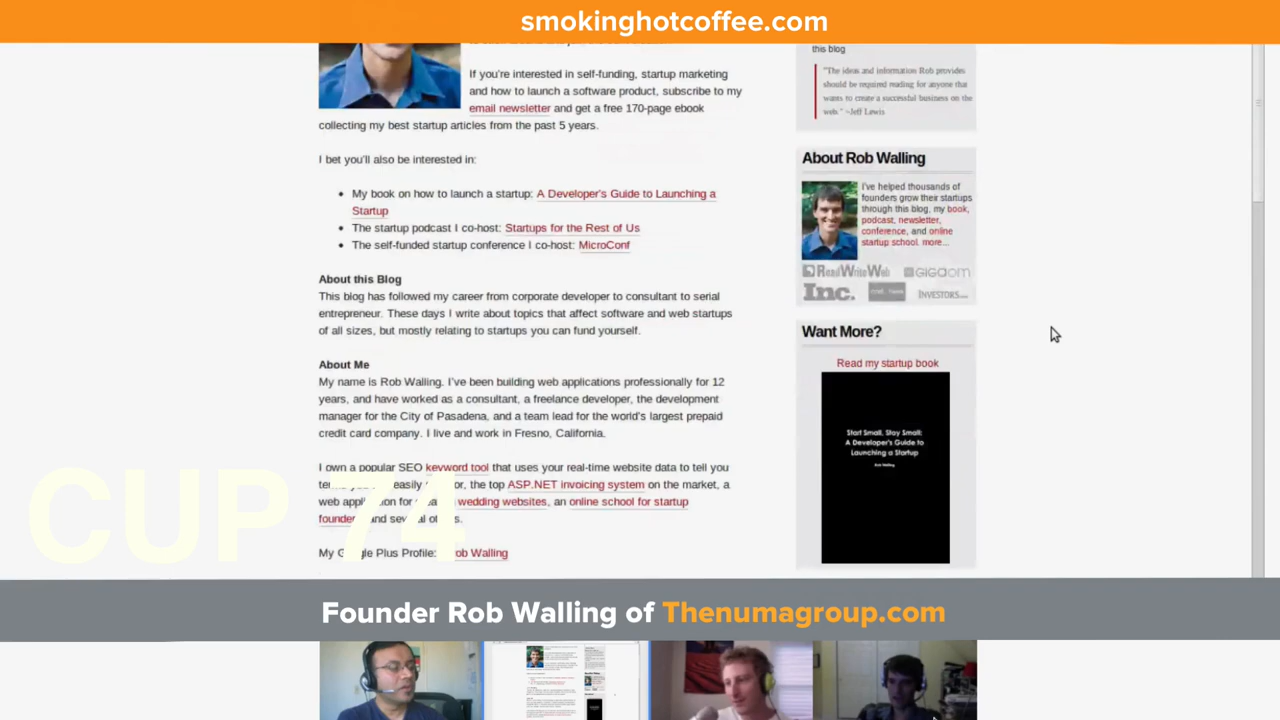 smokinghotcoffee.com
If you're interested in self-funding, startup marketing
and how to launch a software product, subscribe to my
email newsletter and get a free 170-page ebook
collecting my best startup articles from the past 5 years.
I bet you'll also be interested in:
• My book on how to launch a startup: A Developer's Guide to Launching a
Startup
• The startup podcast I co-host: Startups for the Rest of Us
• The self-funded startup conference I co-host: MicroConf
About this Blog
This blog has followed my career from corporate developer to consultant to serial
entrepreneur. These days I write about topics that affect software and web startups
of all sizes, but mostly relating to startups you can fund yourself.
About Me
My name is Rob Walling. I've been building web applications professionally for 12
years, and have worked as a consultant, a freelance developer, the development
manager for the City of Pasadena, and a team lead for the world's largest prepaid
credit card company. I live and work in Fresno, California.
I own a popular SEO keyword tool that uses your real-time website data to tell you
easily the top ASP.NET invoicing system on the market, a
web for wedding websites, an online school for startup
and
My Profile: Rob Walling
this blog
"The ideas and information Rob provides
should be required reading for anyone that
wants to create a successful business on the
web." ~Jeff Lewis
About Rob Walling
I've helped thousands of
founders grow their startups
through this blog, my book,
podcast, newsletter,
conference, and online
startup school. more...
ReadWriteWeb GIGAOM
Inc. INVESTORS
Want More?
Read my startup book
Start Small, Stay Small:
A Developer's Guide to
Launching a Startup
Rob Walling
CUP 74
Founder Rob Walling of Thenumagroup.com